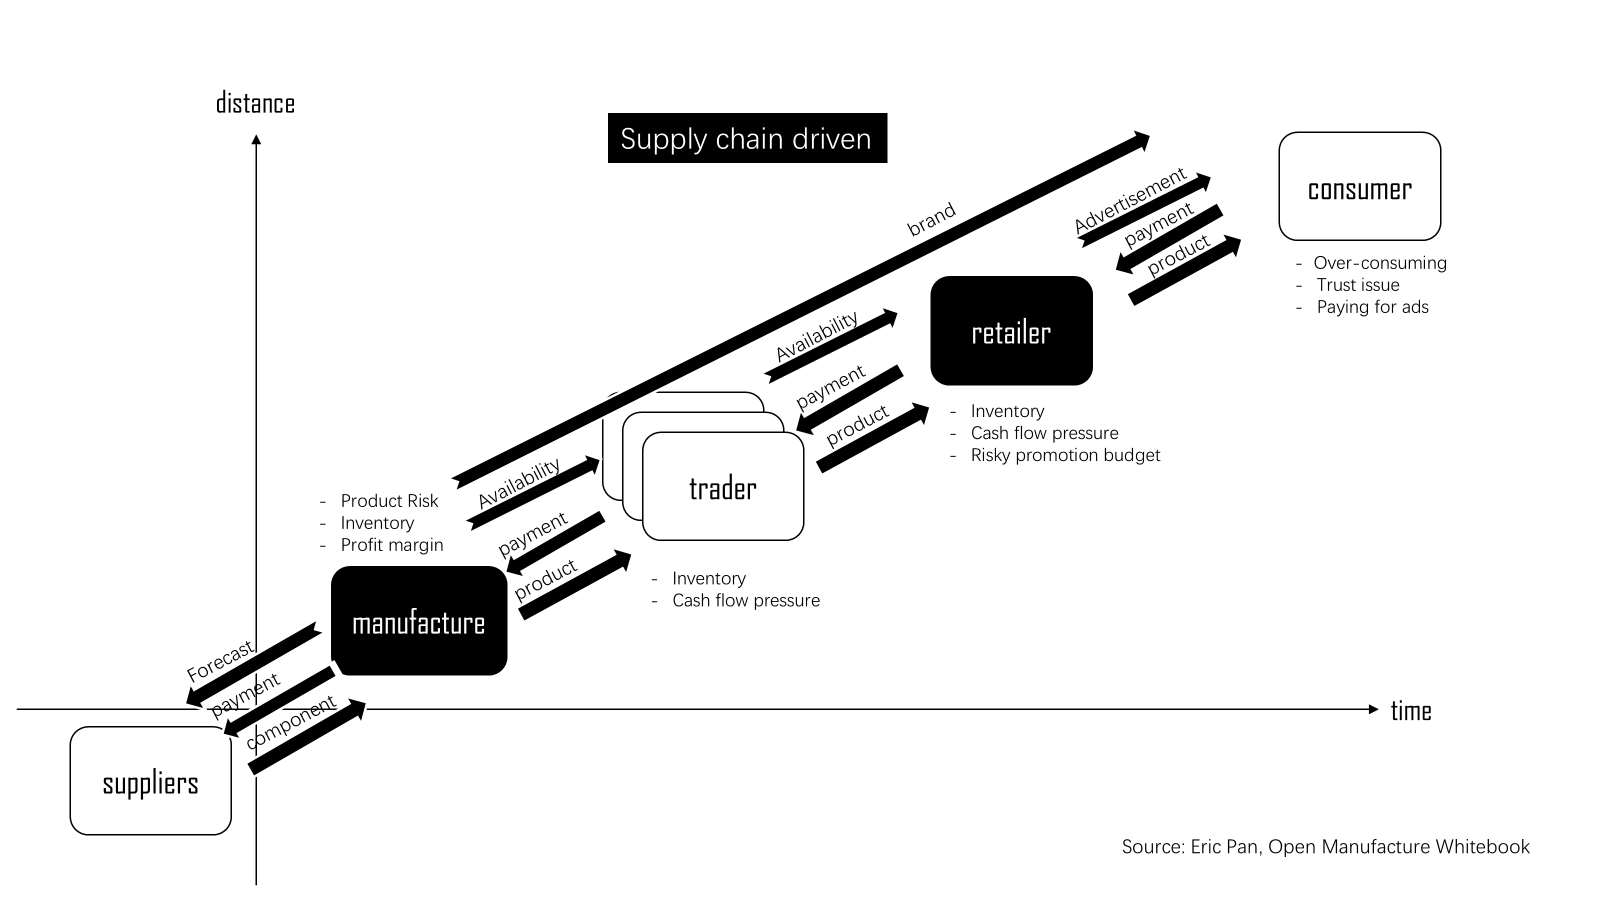 distance
Supply chain driven
brand
Advertisement
payment
product
consumer
- Over-consuming
- Trust issue
- Paying for ads
Availability
payment
product
retailer
- Inventory
- Cash flow pressure
- Risky promotion budget
Availability
payment
product
trader
- Inventory
- Cash flow pressure
- Product Risk
- Inventory
- Profit margin
manufacture
Forecast
payment
component
suppliers
time
Source: Eric Pan, Open Manufacture Whitebook